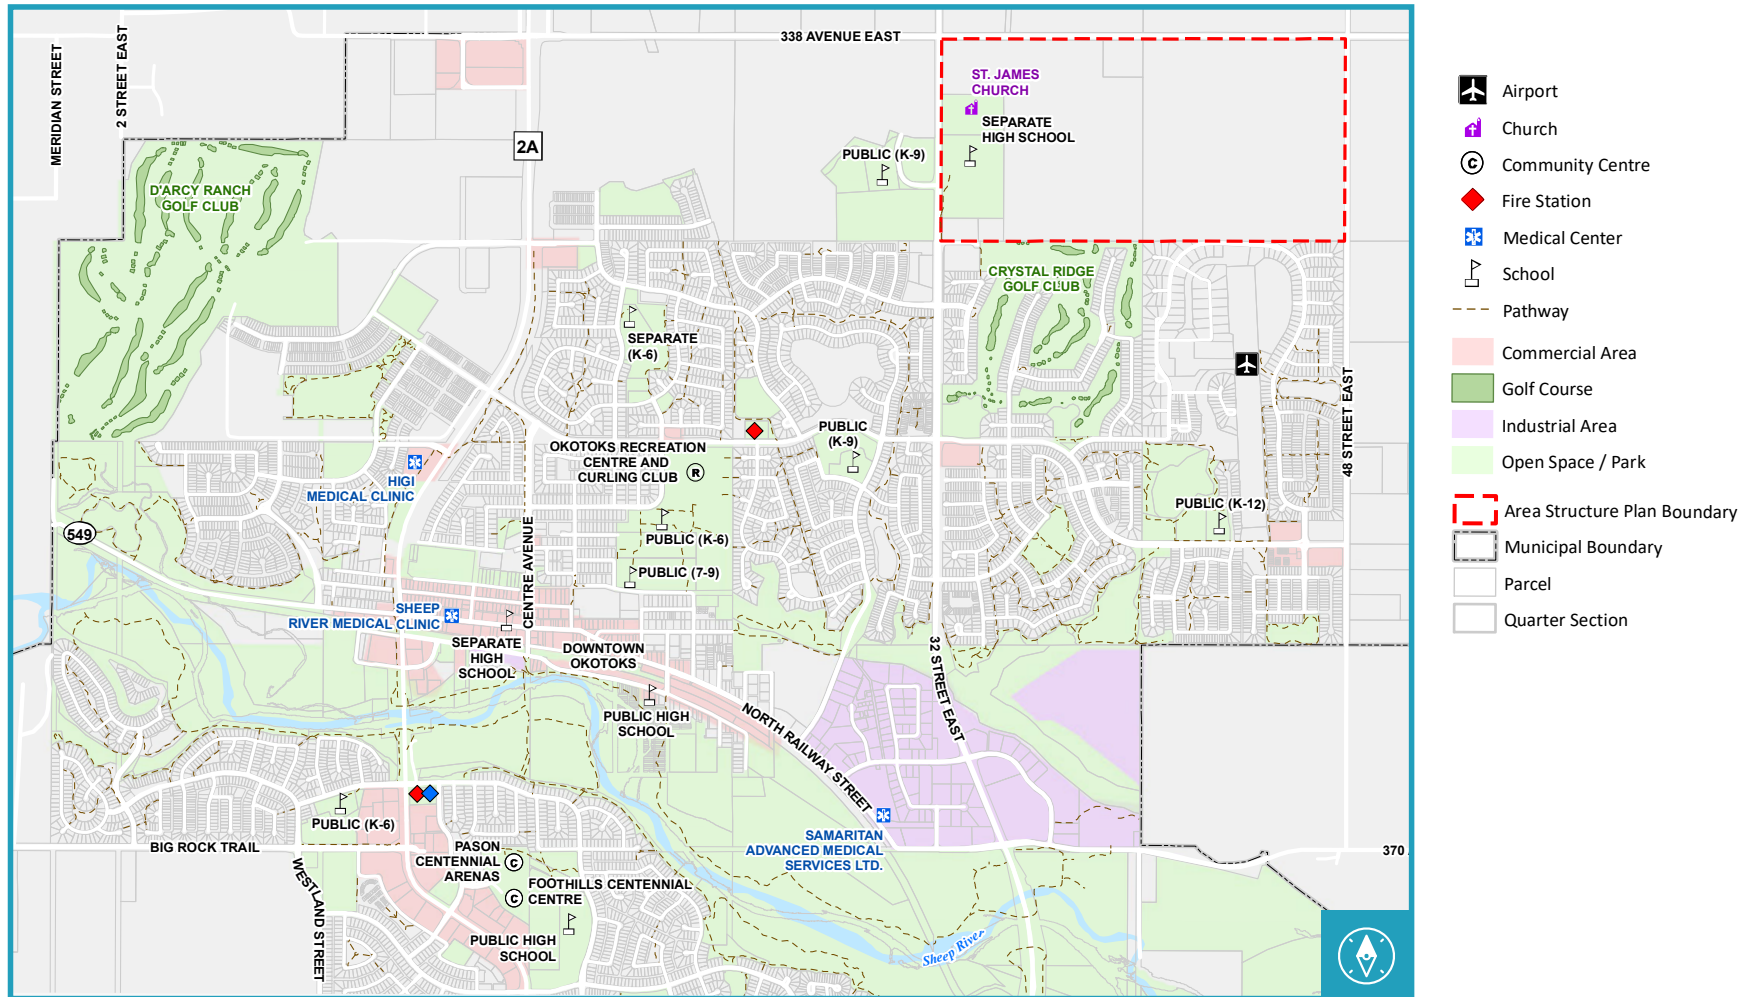 338 AVENUE EAST
MERIDIAN STREET
2 STREET EAST
ST. JAMES
CHURCH
SEPARATE
HIGH SCHOOL
2A
PUBLIC (K-9)
D'ARCY RANCH
GOLF CLUB
CRYSTAL RIDGE
GOLF CLUB
SEPARATE
(K-6)
48 STREET EAST
PUBLIC
(K-9)
OKOTOKS RECREATION
CENTRE AND
CURLING CLUB
R
HIGI
MEDICAL CLINIC
PUBLIC (K-12)
549
CENTRE AVENUE
PUBLIC (K-6)
PUBLIC (7-9)
SHEEP
RIVER MEDICAL CLINIC
SEPARATE
HIGH
SCHOOL
DOWNTOWN
OKOTOKS
32 STREET EAST
PUBLIC HIGH
SCHOOL
NORTH RAILWAY STREET
PUBLIC (K-6)
SAMARITAN
ADVANCED MEDICAL
SERVICES LTD.
BIG ROCK TRAIL
370
PASON
CENTENNIAL
ARENAS
C
WESTLAND STREET
FOOTHILLS CENTENNIAL
CENTRE
C
PUBLIC HIGH
SCHOOL
Sheep River
Airport
Church
C
Community Centre
Fire Station
Medical Center
School
Pathway
Commercial Area
Golf Course
Industrial Area
Open Space / Park
Area Structure Plan Boundary
Municipal Boundary
Parcel
Quarter Section